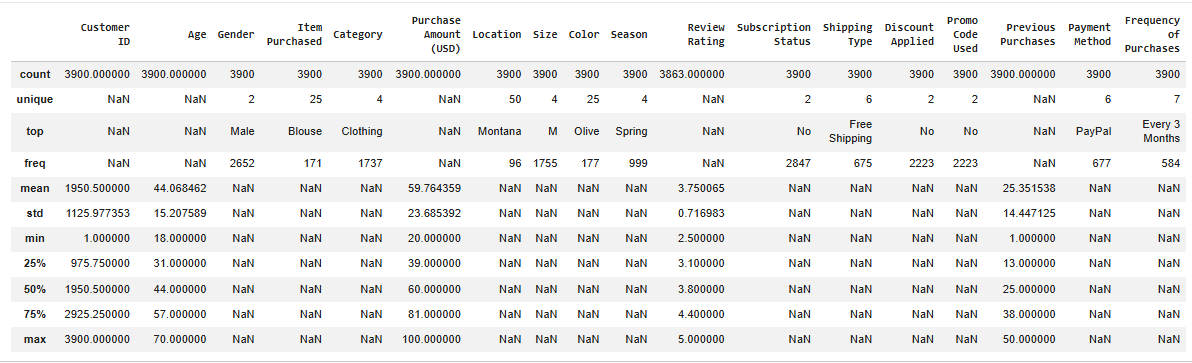 Customer ID Age Gender Item Purchased Category Purchase Amount (USD) Location Size Color Season Review Rating Subscription Status Shipping Type Discount Applied Promo Code Used Previous Purchases Payment Method Frequency of Purchases
count 3900.000000 3900.000000 3900 3900 3900 3900.000000 3900 3900 3900 3900 3863.000000 3900 3900 3900 3900 3900.000000 3900 3900
unique NaN NaN 2 25 4 NaN 50 4 25 4 NaN 2 6 2 2 NaN 6 7
top NaN NaN Male Blouse Clothing NaN Montana M Olive Spring NaN No Free Shipping No No NaN PayPal Every 3 Months
freq NaN NaN 2652 171 1737 NaN 96 1755 177 999 NaN 2847 675 2223 2223 NaN 677 584
mean 1950.500000 44.068462 NaN NaN NaN 59.764359 NaN NaN NaN NaN 3.750065 NaN NaN NaN NaN 25.351538 NaN NaN
std 1125.977353 15.207589 NaN NaN NaN 23.685392 NaN NaN NaN NaN 0.716983 NaN NaN NaN NaN 14.447125 NaN NaN
min 1.000000 18.000000 NaN NaN NaN 20.000000 NaN NaN NaN NaN 2.500000 NaN NaN NaN NaN 1.000000 NaN NaN
25% 975.750000 31.000000 NaN NaN NaN 39.000000 NaN NaN NaN NaN 3.100000 NaN NaN NaN NaN 13.000000 NaN NaN
50% 1950.500000 44.000000 NaN NaN NaN 60.000000 NaN NaN NaN NaN 3.800000 NaN NaN NaN NaN 25.000000 NaN NaN
75% 2925.250000 57.000000 NaN NaN NaN 81.000000 NaN NaN NaN NaN 4.400000 NaN NaN NaN NaN 38.000000 NaN NaN
max 3900.000000 70.000000 NaN NaN NaN 100.000000 NaN NaN NaN NaN 5.000000 NaN NaN NaN NaN 50.000000 NaN NaN